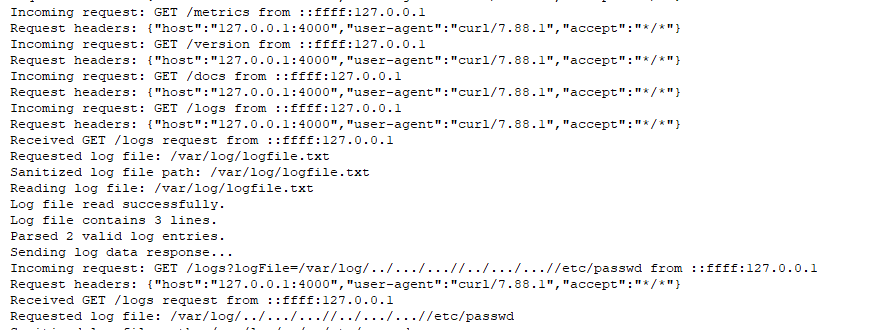 Incoming request: GET /metrics from ::ffff:127.0.0.1
Request headers: {"host":"127.0.0.1:4000","user-agent":"curl/7.88.1","accept":"*/*"}
Incoming request: GET /version from ::ffff:127.0.0.1
Request headers: {"host":"127.0.0.1:4000","user-agent":"curl/7.88.1","accept":"*/*"}
Incoming request: GET /docs from ::ffff:127.0.0.1
Request headers: {"host":"127.0.0.1:4000","user-agent":"curl/7.88.1","accept":"*/*"}
Incoming request: GET /logs from ::ffff:127.0.0.1
Request headers: {"host":"127.0.0.1:4000","user-agent":"curl/7.88.1","accept":"*/*"}
Received GET /logs request from ::ffff:127.0.0.1
Requested log file: /var/log/logfile.txt
Sanitized log file path: /var/log/logfile.txt
Reading log file: /var/log/logfile.txt
Log file read successfully.
Log file contains 3 lines.
Parsed 2 valid log entries.
Sending log data response...
Incoming request: GET /logs?logFile=/var/log/../.../...//../.../...//etc/passwd from ::ffff:127.0.0.1
Request headers: {"host":"127.0.0.1:4000","user-agent":"curl/7.88.1","accept":"*/*"}
Received GET /logs request from ::ffff:127.0.0.1
Requested log file: /var/log/../.../...//../.../...//etc/passwd